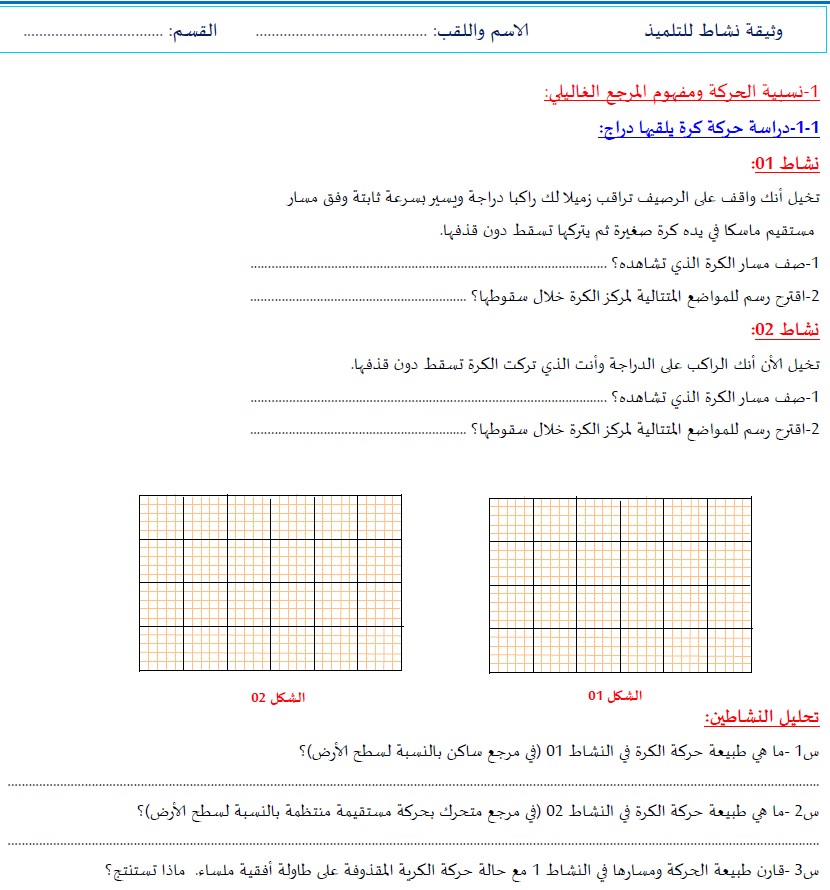 وثيقة نشاط للتلميذ الاسم واللقب: ........................................... القسم: ...................................
1-نسبية الحركة ومفهوم المرجع الغاليلي:
1-1-دراسة حركة كرة يلقيها دراج:
نشاط 01:
تخيل أنك واقف على الرصيف تراقب زميلا لك راكبا دراجة ويسير بسرعة ثابتة وفق مسار
مستقيم ماسكا في يده كرة صغيرة ثم يتركها تسقط دون قذفها.
1-صف مسار الكرة الذي تشاهده؟ ..........................................................................................
2-اقترح رسم للمواضع المتتالية لمركز الكرة خلال سقوطها؟ .......................................................
نشاط 02:
تخيل الأن أنك الراكب على الدراجة وأنت الذي تركت الكرة تسقط دون قذفها.
1-صف مسار الكرة الذي تشاهده؟ ..........................................................................................
2-اقترح رسم للمواضع المتتالية لمركز الكرة خلال سقوطها؟ .......................................................
الشكل 01
الشكل 02
تحليل النشاطين:
س1 -ما هي طبيعة حركة الكرة في النشاط 01 (في مرجع ساكن بالنسبة لسطح الأرض)؟
................................................................................................................................
س2 -ما هي طبيعة حركة الكرة في النشاط 02 (في مرجع متحرك بحركة مستقيمة منتظمة بالنسبة لسطح الأرض)؟
................................................................................................................................
س3 -قارن طبيعة الحركة ومسارها في النشاط 1 مع حالة حركة الكرية المقذوفة على طاولة أفقية ملساء. ماذا تستنتج؟